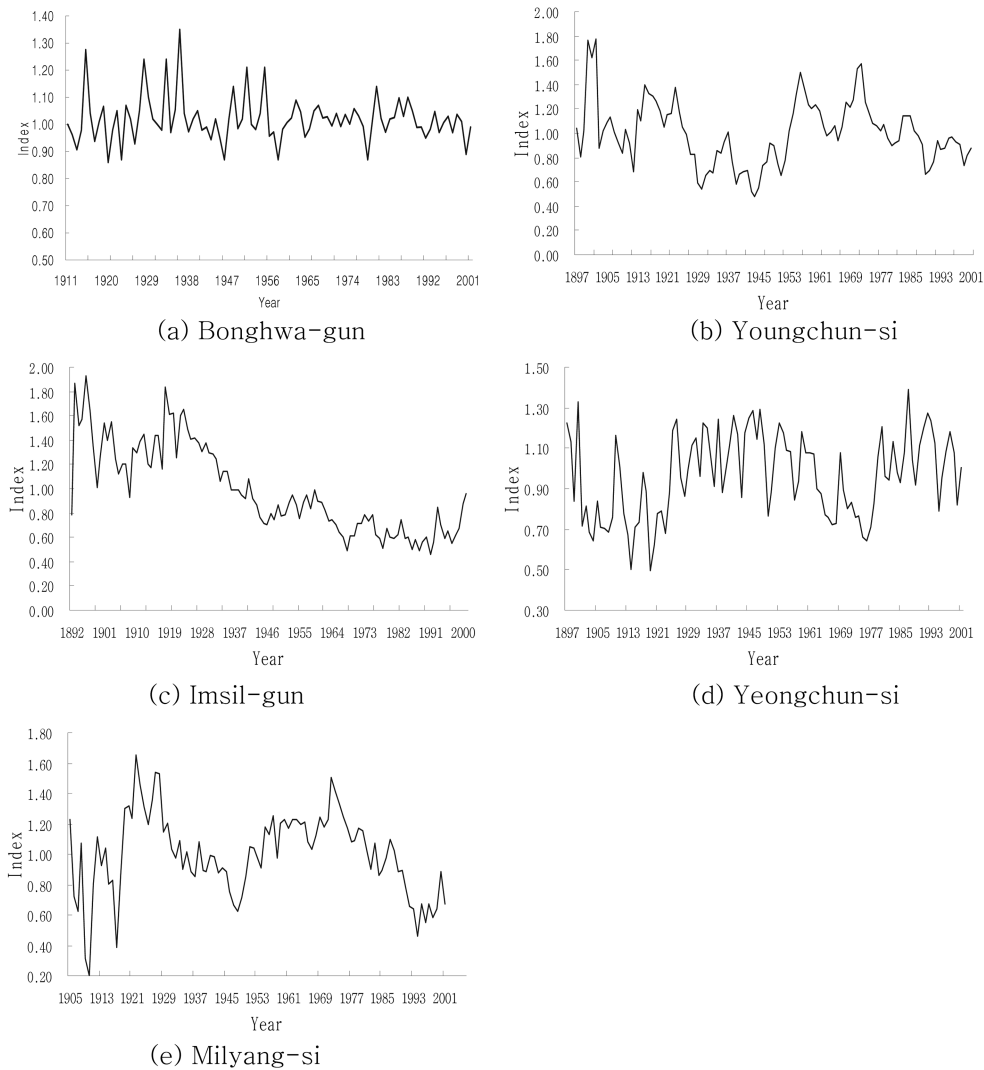 1.40
1.30
1.20
1.10
1.00
0.90
0.80
0.70
0.60
0.50
Index
1911 1920 1929 1938 1947 1956 1965 1974 1983 1992 2001
Year
(a) Bonghwa-gun
2.00
1.80
1.60
1.40
1.20
1.00
0.80
0.60
0.40
0.20
0.00
Index
1897 1905 1913 1921 1929 1937 1945 1953 1961 1969 1977 1985 1993 2001
Year
(b) Youngchun-si
2.00
1.80
1.60
1.40
1.20
1.00
0.80
0.60
0.40
0.20
0.00
Index
1892 1901 1910 1919 1928 1937 1946 1955 1964 1973 1982 1991 2000
Year
(c) Imsil-gun
1.50
1.30
1.10
0.90
0.70
0.50
0.30
Index
1897 1905 1913 1921 1929 1937 1945 1953 1961 1969 1977 1985 1993 2001
Year
(d) Yeongchun-si
1.80
1.60
1.40
1.20
1.00
0.80
0.60
0.40
0.20
Index
1905 1913 1921 1929 1937 1945 1953 1961 1969 1977 1985 1993 2001
Year
(e) Milyang-si